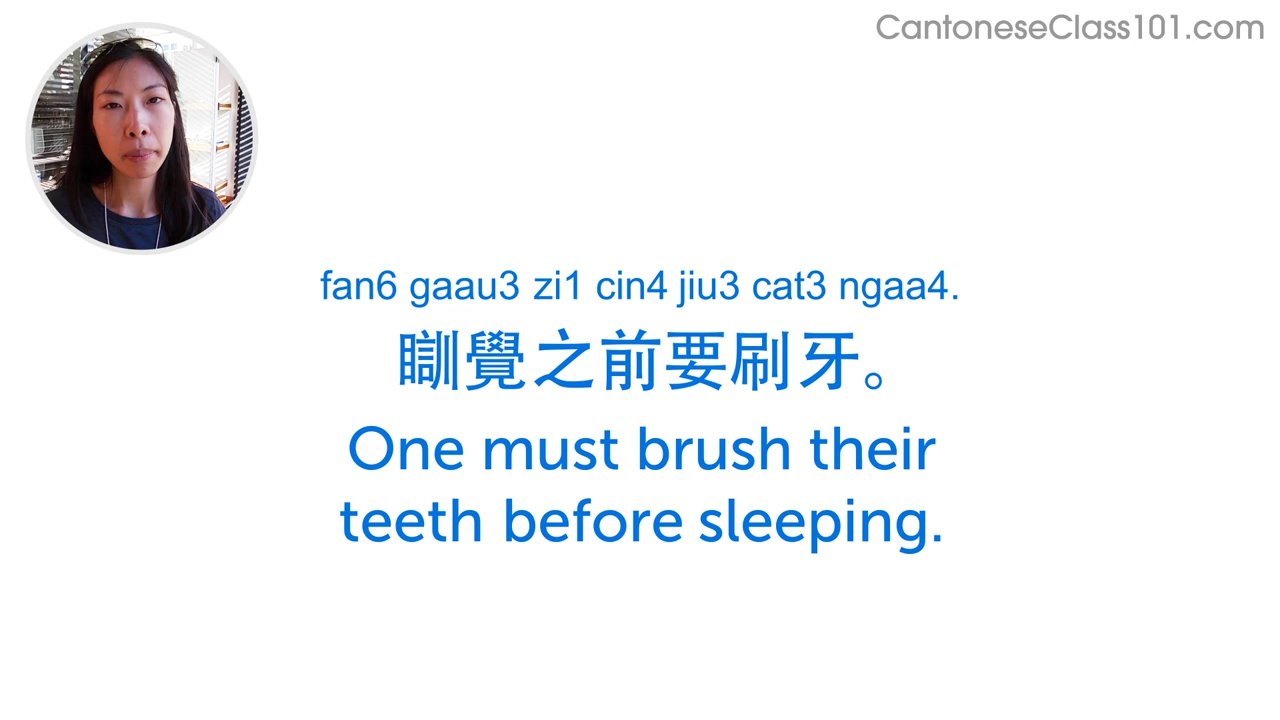 CantoneseClass101.com
fan6 gaau3 zi1 cin4 jiu3 cat3 ngaa4.
瞓覺之前要刷牙。
One must brush their
teeth before sleeping.